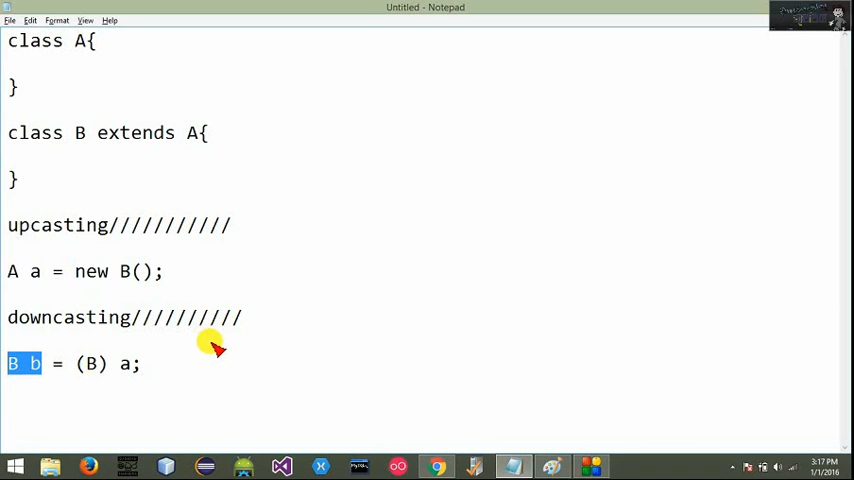 Untitled - Notepad
File Edit Format View Help
class A{
}
class B extends A{
}
upcasting///////////
A a = new B();
downcasting//////////
B b = (B) a;
3:17 PM
1/1/2016